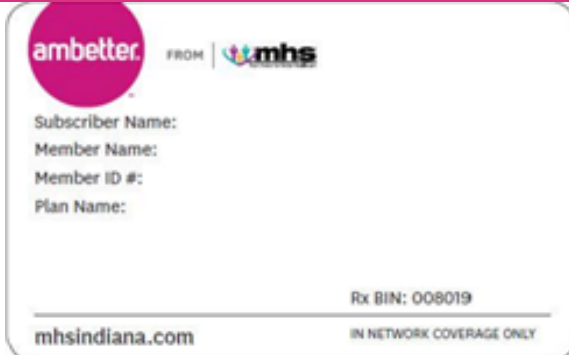 ambetter.
FROM | mhs
Subscriber Name:
Member Name:
Member ID #:
Plan Name:
Rx BIN: 008019
mhsindiana.com
IN NETWORK COVERAGE ONLY